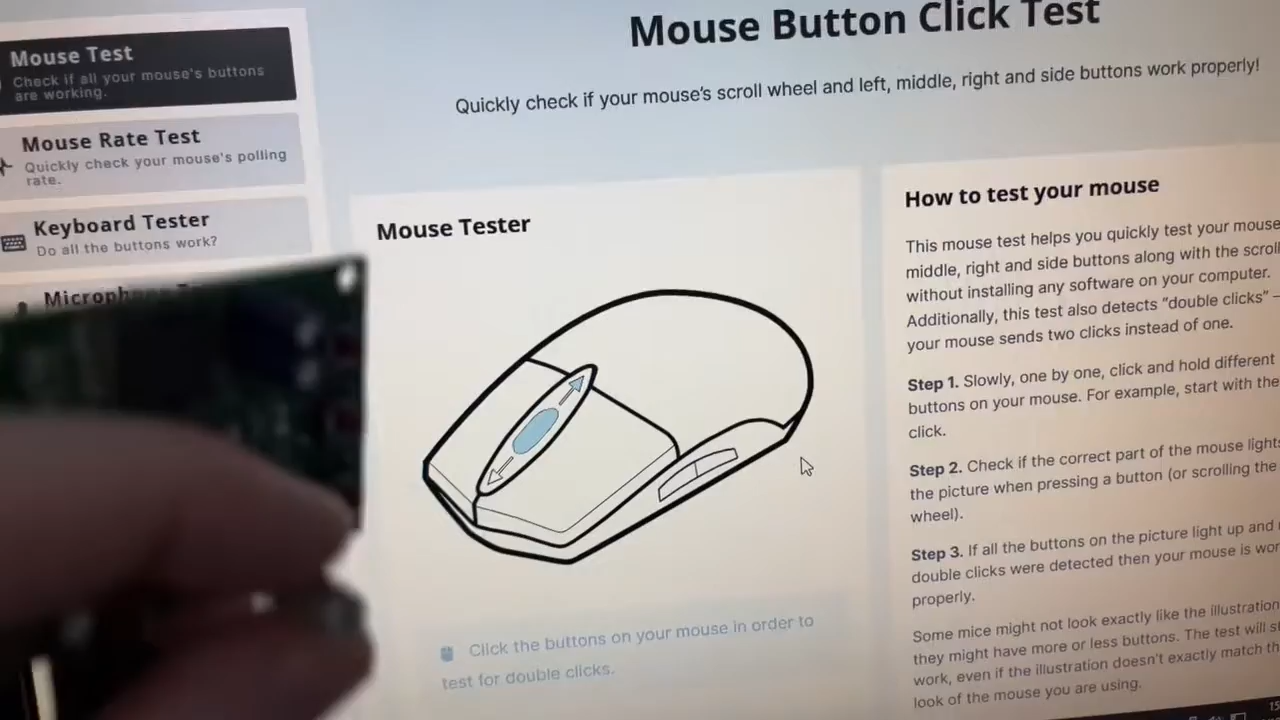 Mouse Test
Check if all your mouse's buttons
are working.
Mouse Rate Test
Quickly check your mouse's polling
rate.
Keyboard Tester
Do all the buttons work?
Mouse Button Click Test
Quickly check if your mouse's scroll wheel and left, middle, right and side buttons work properly!
Mouse Tester
Click the buttons on your mouse in order to
test for double clicks.
How to test your mouse
This mouse test helps you quickly test your mouse
middle, right and side buttons along with the scroll
without installing any software on your computer.
Additionally, this test also detects "double clicks" –
your mouse sends two clicks instead of one.
Step 1. Slowly, one by one, click and hold different
buttons on your mouse. For example, start with the
click.
Step 2. Check if the correct part of the mouse lights
the picture when pressing a button (or scrolling the
wheel).
Step 3. If all the buttons on the picture light up and
double clicks were detected then your mouse is
properly.
Some mice might not look exactly like the illustration
they might have more or less buttons. The test will
work, even if the illustration doesn't exactly match
look of the mouse you are using.